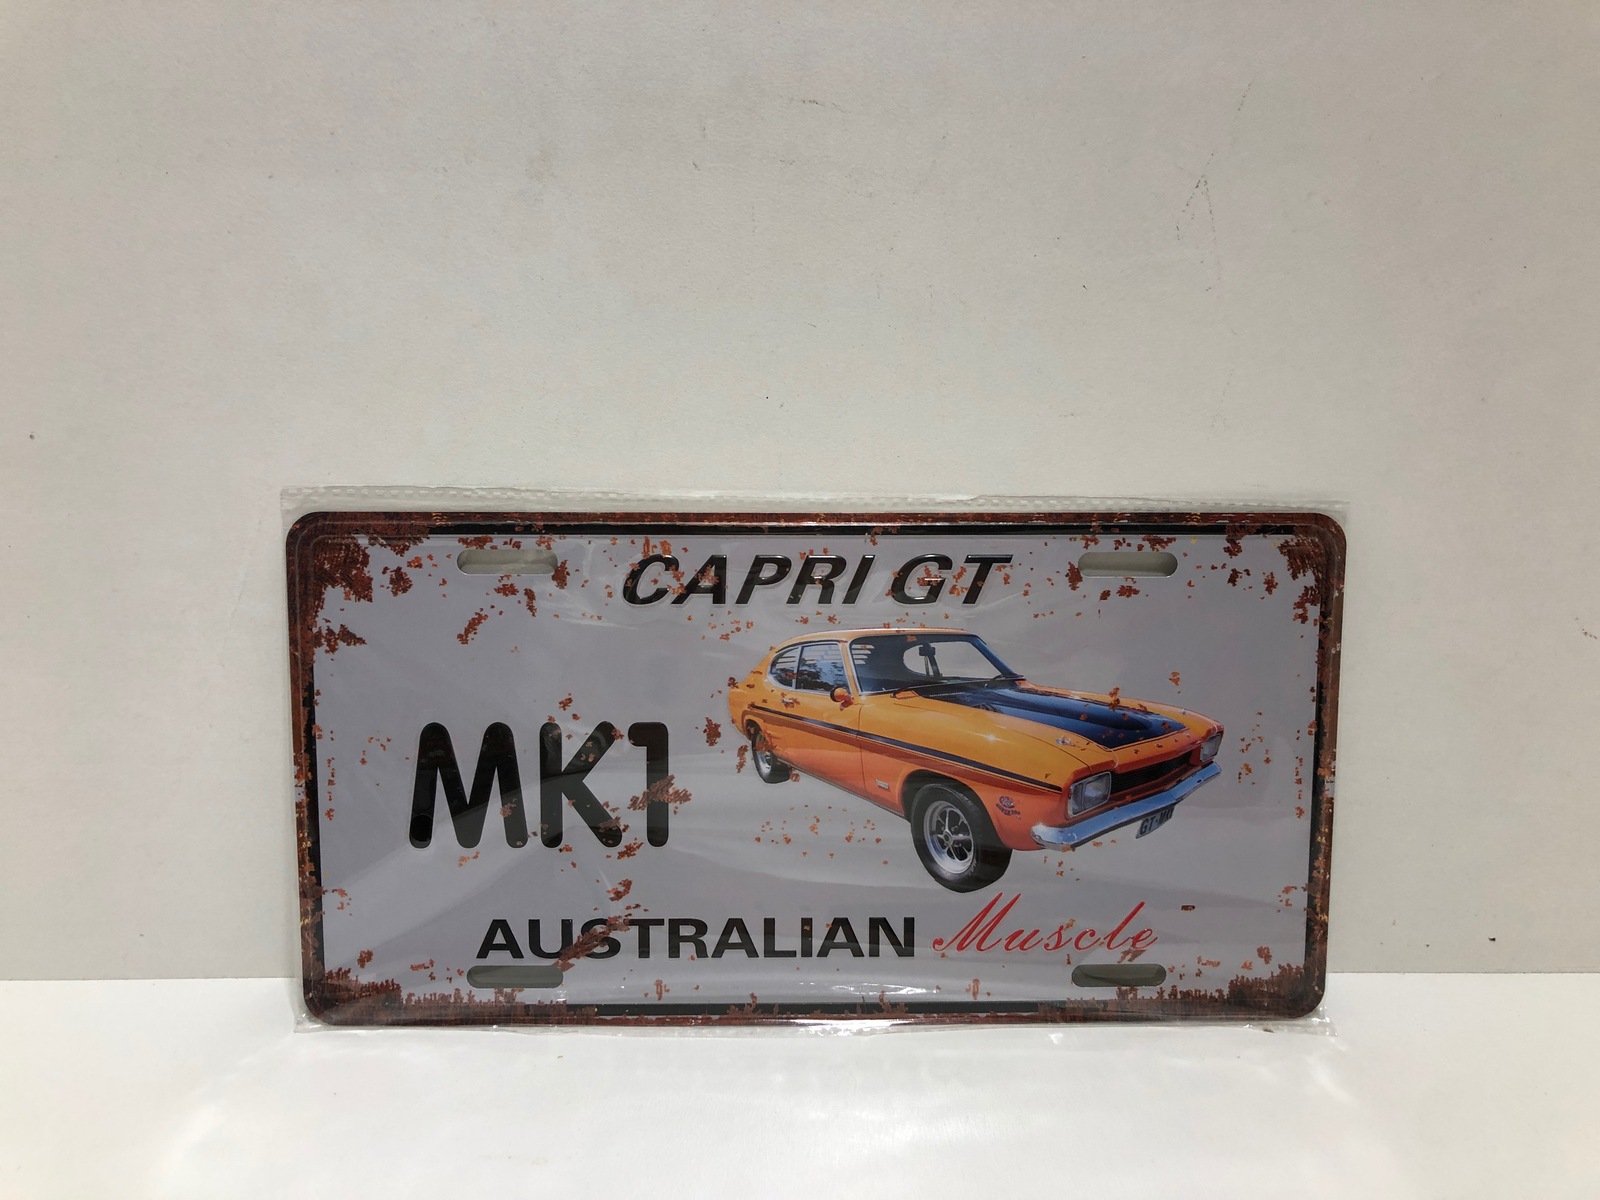 CAPRI GT
MK1
AUSTRALIAN Muscle